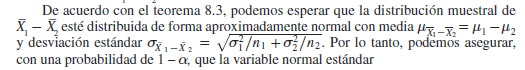 De acuerdo con el teorema 8.3, podemos esperar que la distribución muestral de
X̄₁ – X̄₂ esté distribuida de forma aproximadamente normal con media μ_X̄₁–X̄₂ = μ₁ – μ₂
y desviación estándar σ_X̄₁–X̄₂ = √σ₁²/n₁ + σ₂²/n₂. Por lo tanto, podemos asegurar,
con una probabilidad de 1 – α, que la variable normal estándar